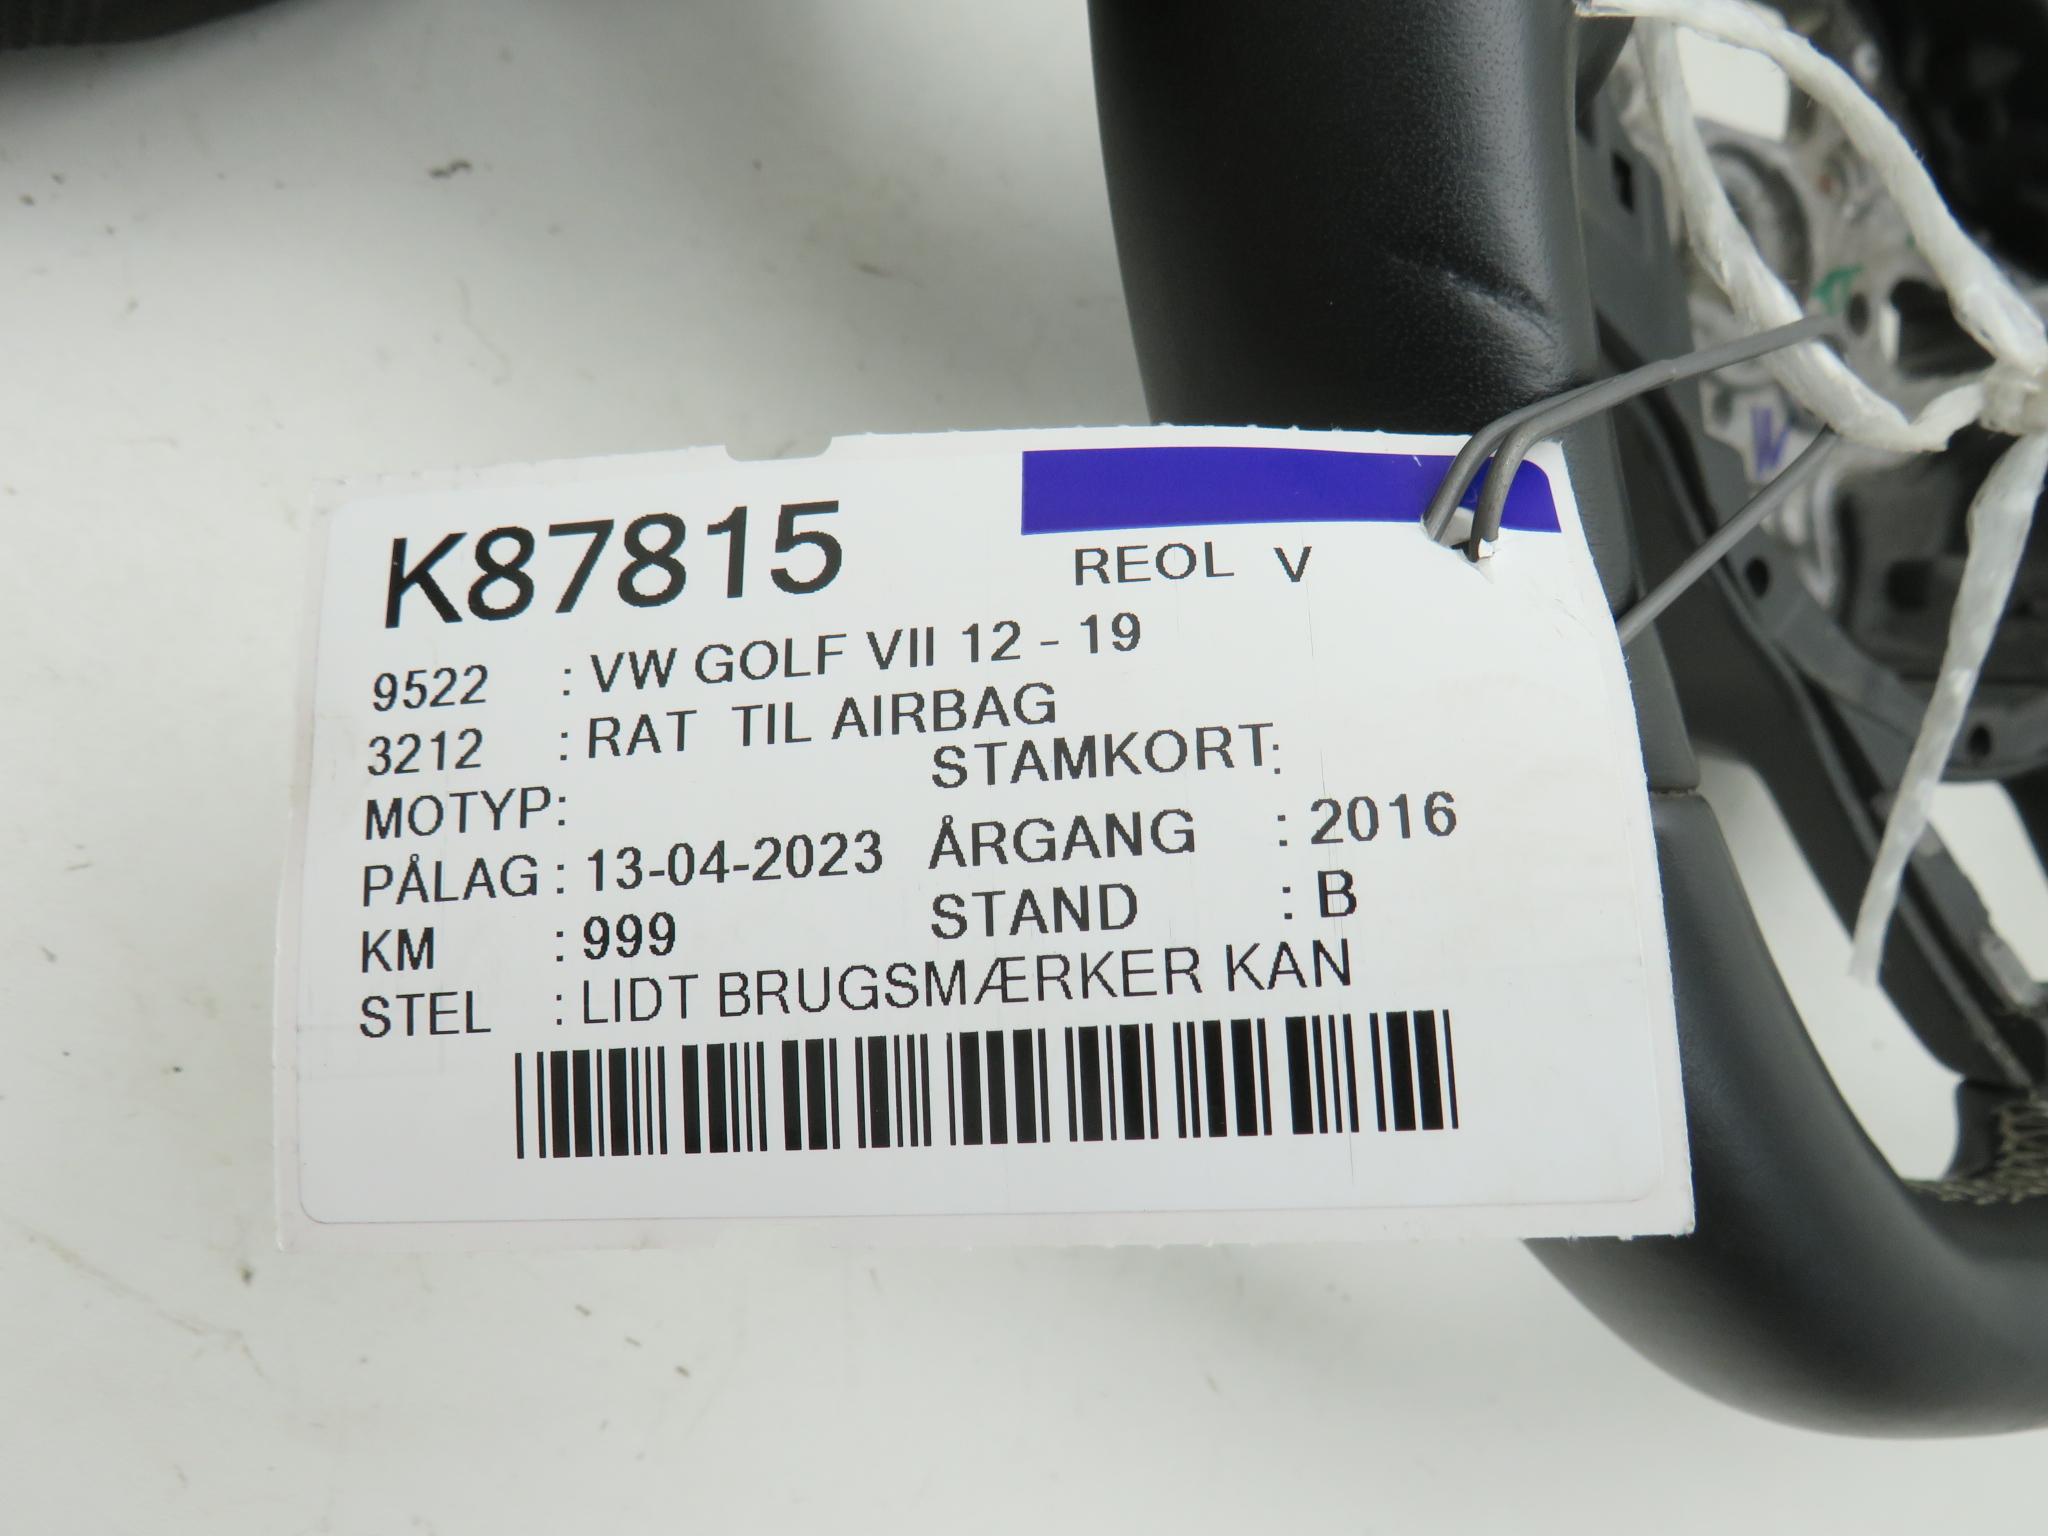 K87815
REOL V
9522 : VW GOLF VII 12 - 19
3212 : RAT TIL AIRBAG
STAMKORT:
MOTYP:
PÅLAG : 13-04-2023 ÅRGANG : 2016
KM : 999 STAND : B
STEL : LIDT BRUGSMÆRKER KAN